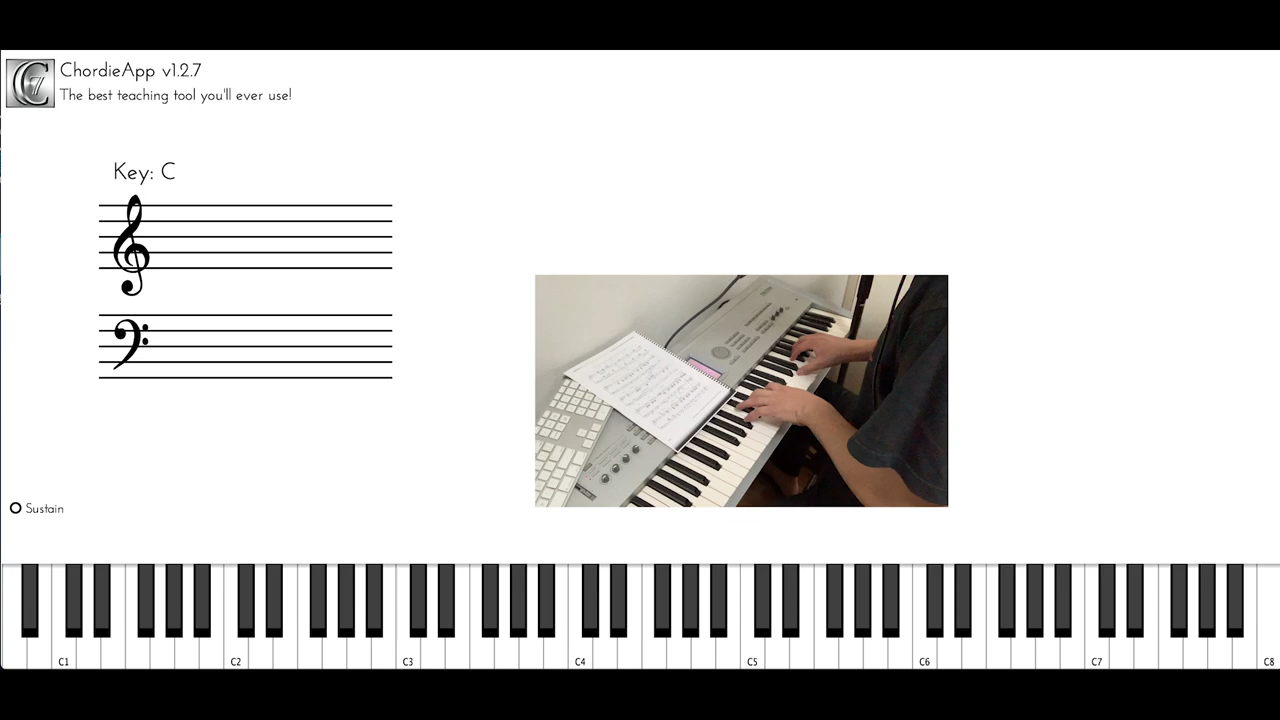 ChordieApp v1.2.7
The best teaching tool you'll ever use!
Key: C
Sustain
C1 C2 C3 C4 C5 C6 C7 C8